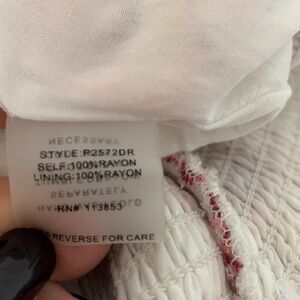 STYLE:R2572DR
SELF:100%RAYON
LINING:100%RAYON
RN# 113853
REVERSE FOR CARE